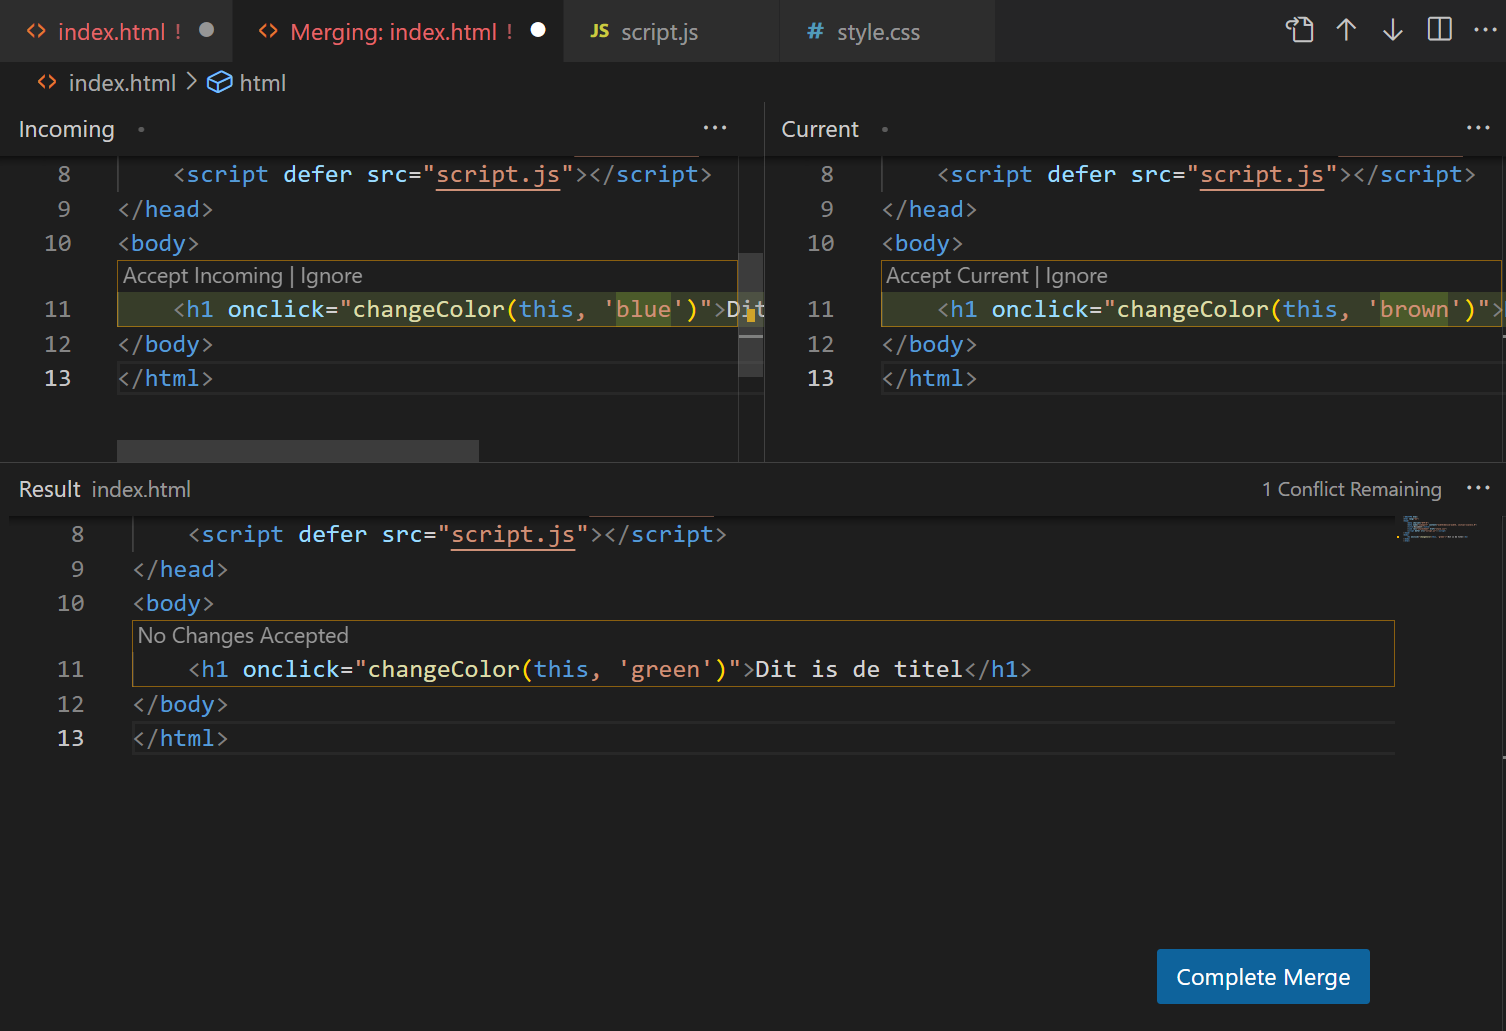 index.html !
Merging: index.html !
JS script.js
# style.css
index.html > html
Incoming
8 <script defer src="script.js"></script>
9 </head>
10 <body>
Accept Incoming | Ignore
11 <h1 onclick="changeColor(this, 'blue')">Dit
12 </body>
13 </html>
Current
8 <script defer src="script.js"></script>
9 </head>
10 <body>
Accept Current | Ignore
11 <h1 onclick="changeColor(this, 'brown')">
12 </body>
13 </html>
Result index.html
1 Conflict Remaining
8 <script defer src="script.js"></script>
9 </head>
10 <body>
No Changes Accepted
11 <h1 onclick="changeColor(this, 'green')">Dit is de titel</h1>
12 </body>
13 </html>
Complete Merge